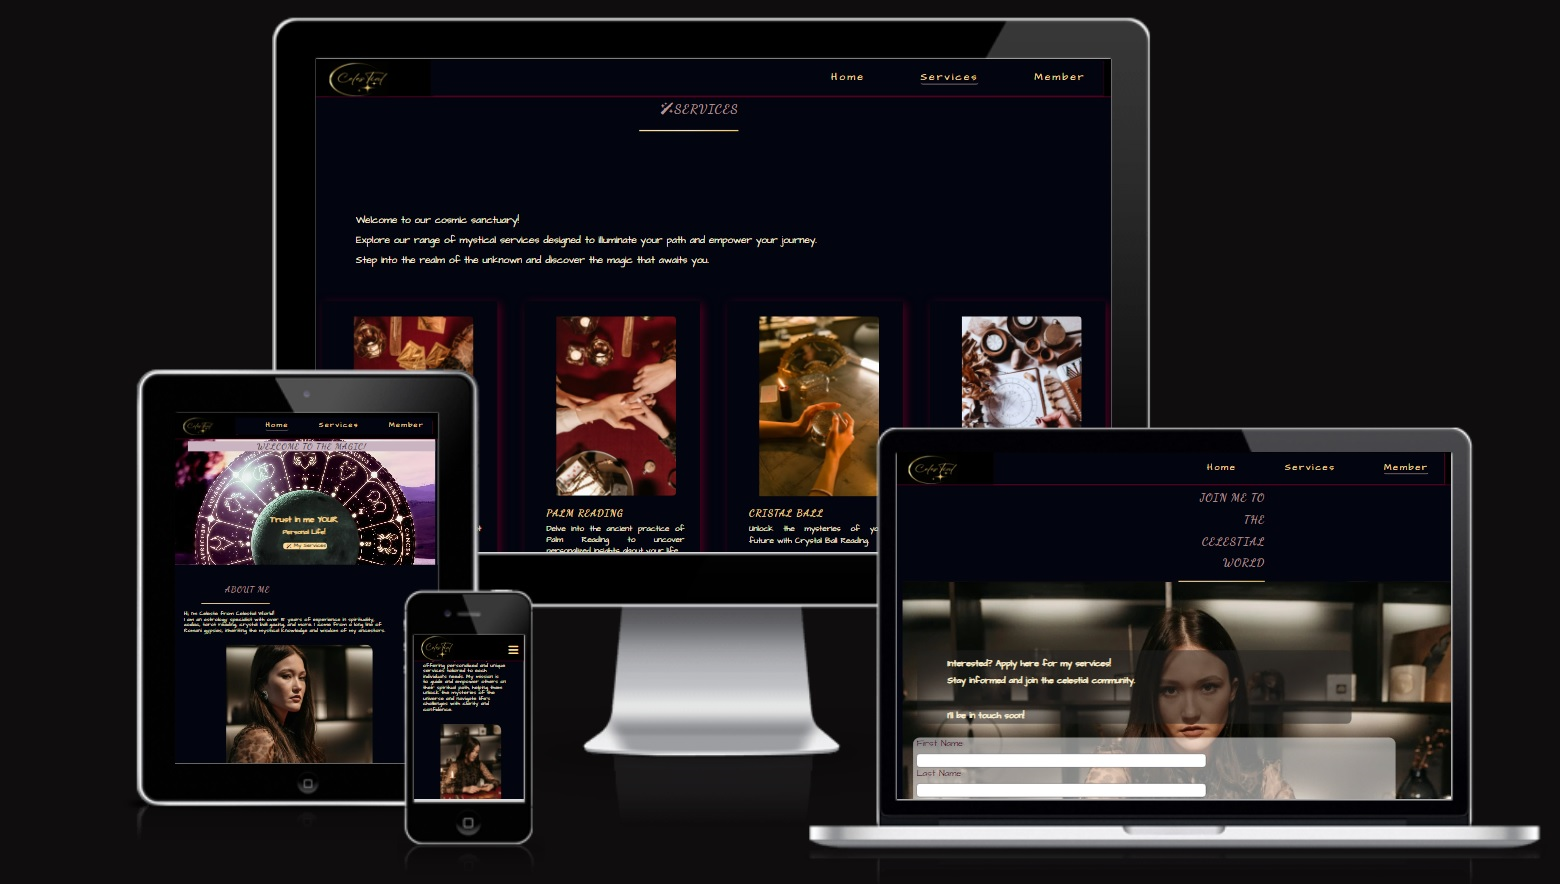 Celestial
Home Services Member
SERVICES
Welcome to our cosmic sanctuary!
Explore our range of mystical services designed to illuminate your path and empower your journey.
Step into the realm of the unknown and discover the magic that awaits you.
PALM READING
Delve into the ancient practice of
Palm Reading to uncover
personalized insights about your life
CRISTAL BALL
Unlock the mysteries of yo
future with Crystal Ball Reading
Home Services Member
WELCOME TO THE MAGIC!
Trust in me YOUR
Personal Life!
My Services
ABOUT ME
Hi, I'm Celeste from Celestial World!
I am an astrology specialist with over 15 years of experience in spirituality,
zodiac, tarot reading, crystal ball gazing, and more. I come from a long line of
Romani gypsies, inheriting the mystical knowledge and wisdom of my ancestors.
offering personalized and unique
services tailored to each
individual's needs. My mission is
to guide and empower others on
their spiritual path, helping them
unlock the mysteries of the
universe and navigate life's
challenges with clarity and
confidence.
Home Services Member
JOIN ME TO
THE
CELESTIAL
WORLD
Interested? Apply here for my services!
Stay informed and join the celestial community.
I'll be in touch soon!
First Name
Last Name